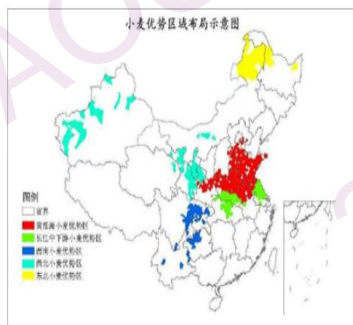 小麦优势区域布局示意图
图例
省界
黄淮海小麦优势区
长江中下游小麦优势区
西南小麦优势区
西北小麦优势区
东北小麦优势区